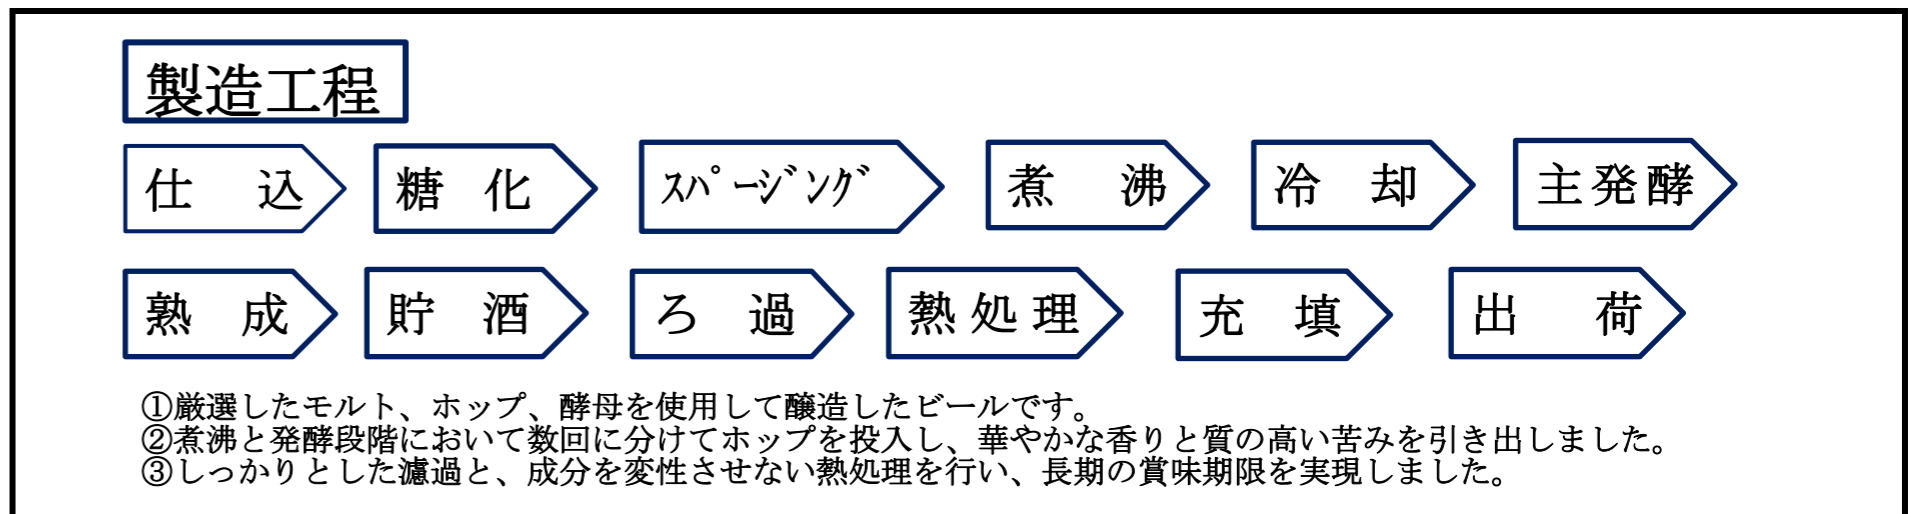 製造工程
仕込 糖化 ｽﾊﾟｰｼﾞﾝｸﾞ 煮沸 冷却 主発酵
熟成 貯酒 ろ過 熱処理 充填 出荷
①厳選したモルト、ホップ、酵母を使用して醸造したビールです。
②煮沸と発酵段階において数回に分けてホップを投入し、華やかな香りと質の高い苦みを引き出しました。
③しっかりとした濾過と、成分を変性させない熱処理を行い、長期の賞味期限を実現しました。